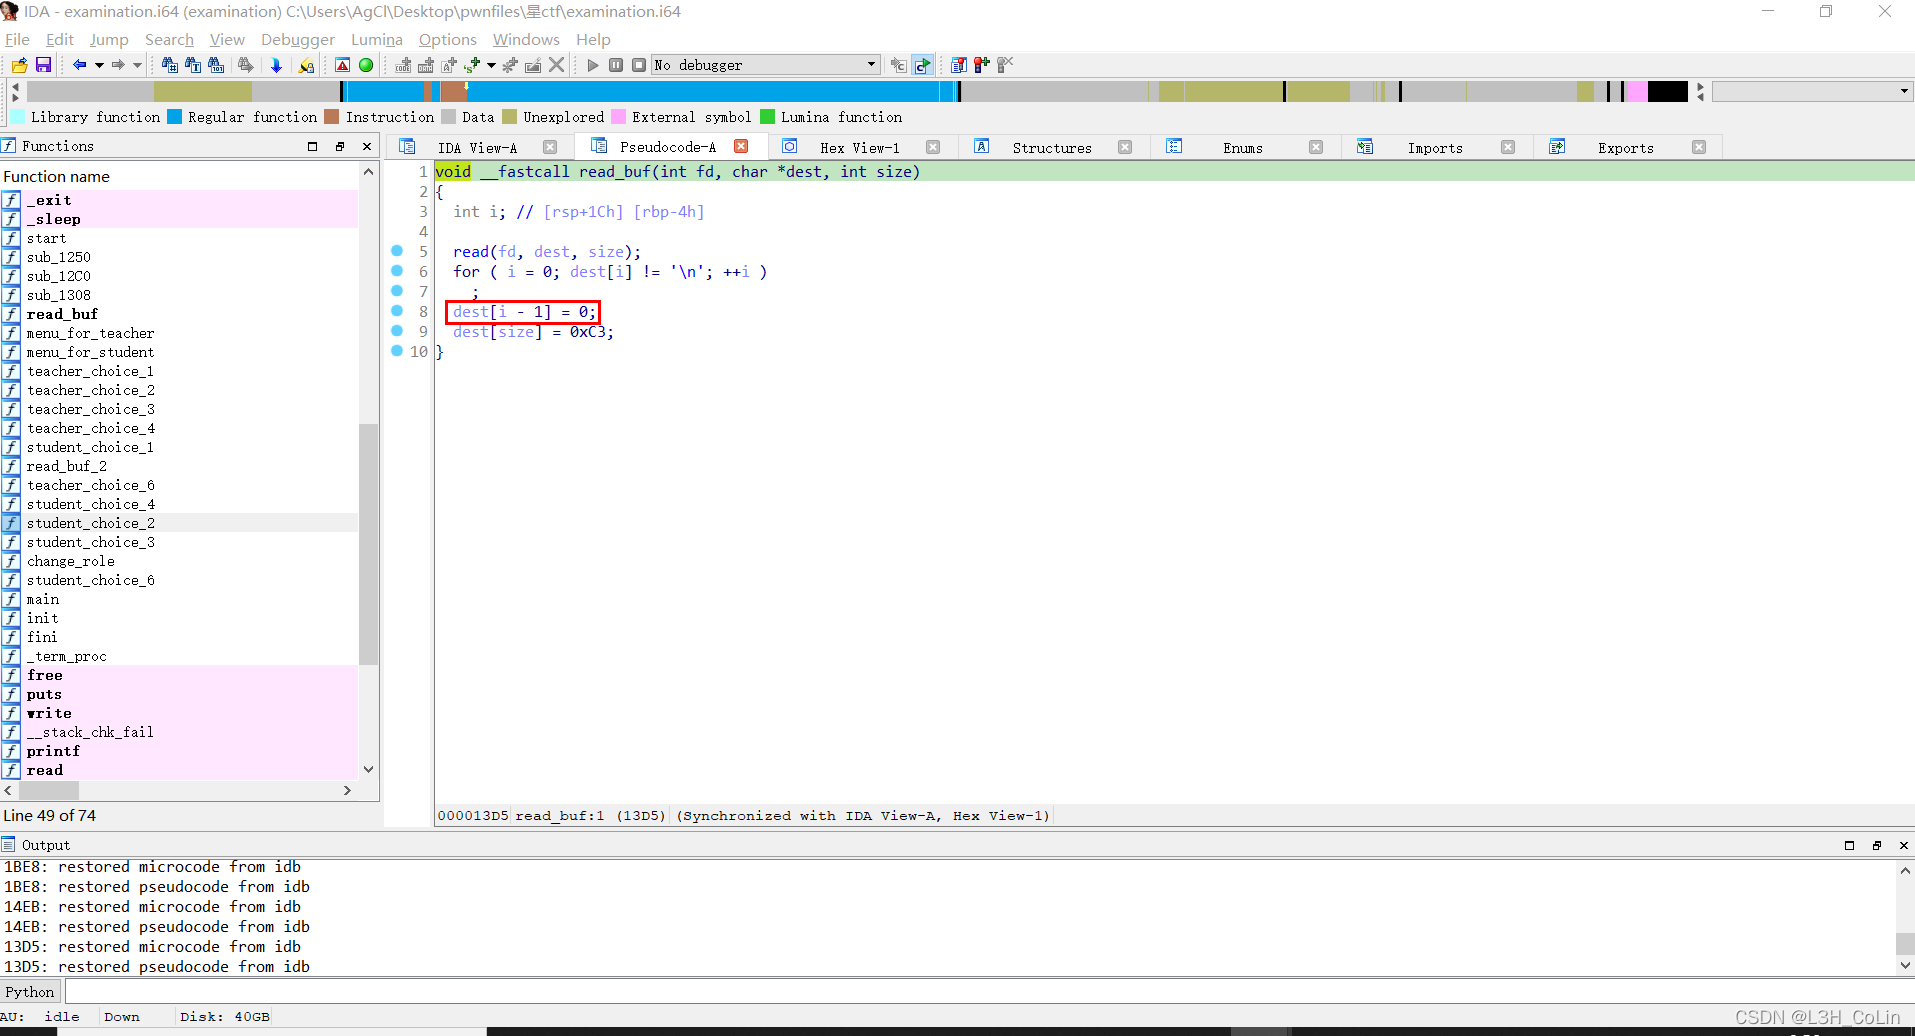 IDA - examination.i64 (examination) C:\Users\AgCl\Desktop\pwnfiles\星ctf\examination.i64
File Edit Jump Search View Debugger Lumina Options Windows Help
No debugger
Library function Regular function Instruction Data Unexplored External symbol Lumina function
Functions
IDA View-A Pseudocode-A Hex View-1 Structures Enums Imports Exports
Function name
_exit
_sleep
start
sub_1250
sub_12C0
sub_1308
read_buf
menu_for_teacher
menu_for_student
teacher_choice_1
teacher_choice_2
teacher_choice_3
teacher_choice_4
student_choice_1
read_buf_2
teacher_choice_6
student_choice_4
student_choice_2
student_choice_3
change_role
student_choice_6
main
init
fini
_term_proc
free
puts
write
__stack_chk_fail
printf
read
Line 49 of 74
1 void __fastcall read_buf(int fd, char *dest, int size)
2 {
3 int i; // [rsp+1Ch] [rbp-4h]
4
5 read(fd, dest, size);
6 for ( i = 0; dest[i] != '\n'; ++i )
7 ;
8 dest[i - 1] = 0;
9 dest[size] = 0xC3;
10 }
000013D5 read_buf:1 (13D5) (Synchronized with IDA View-A, Hex View-1)
Output
1BE8: restored microcode from idb
1BE8: restored pseudocode from idb
14EB: restored microcode from idb
14EB: restored pseudocode from idb
13D5: restored microcode from idb
13D5: restored pseudocode from idb
Python
AU: idle Down Disk: 40GB
CSDN @L3H_CoLin